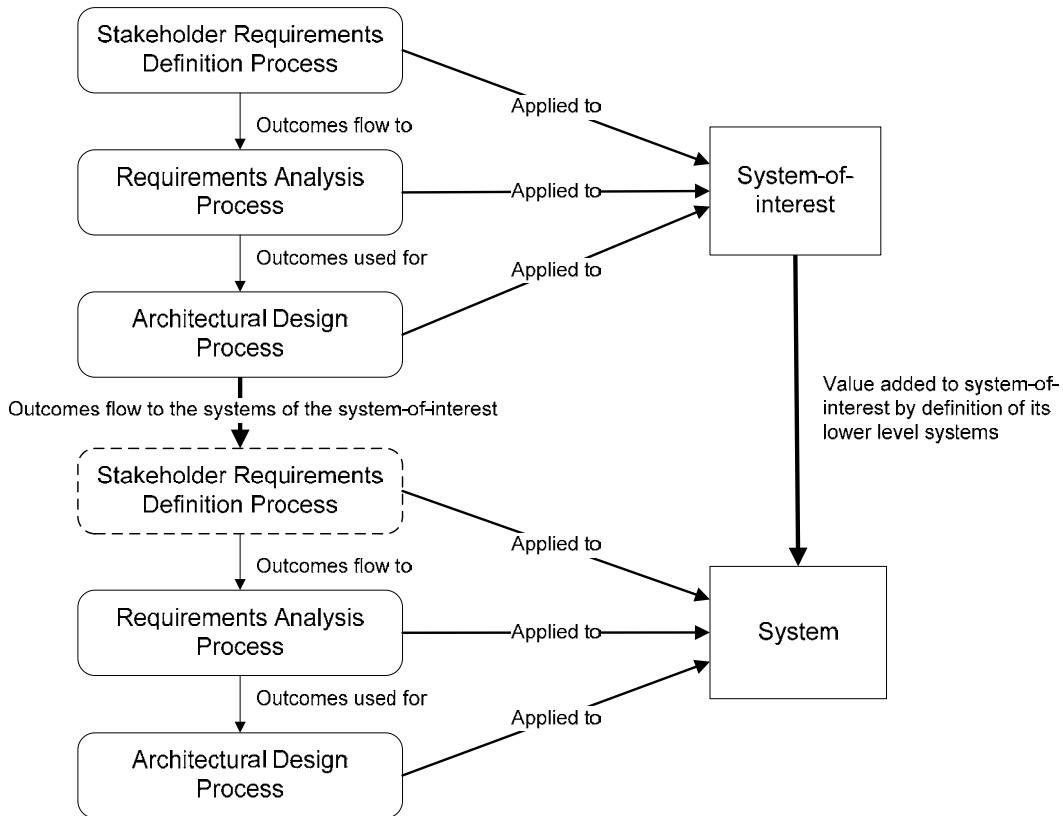 Stakeholder Requirements
Definition Process
Applied to
Outcomes flow to
Requirements Analysis
Process
Applied to
System-of-
interest
Outcomes used for
Applied to
Architectural Design
Process
Outcomes flow to the systems of the system-of-interest
Value added to system-of-
interest by definition of its
lower level systems
Stakeholder Requirements
Definition Process
Applied to
Outcomes flow to
Requirements Analysis
Process
Applied to
System
Outcomes used for
Applied to
Architectural Design
Process